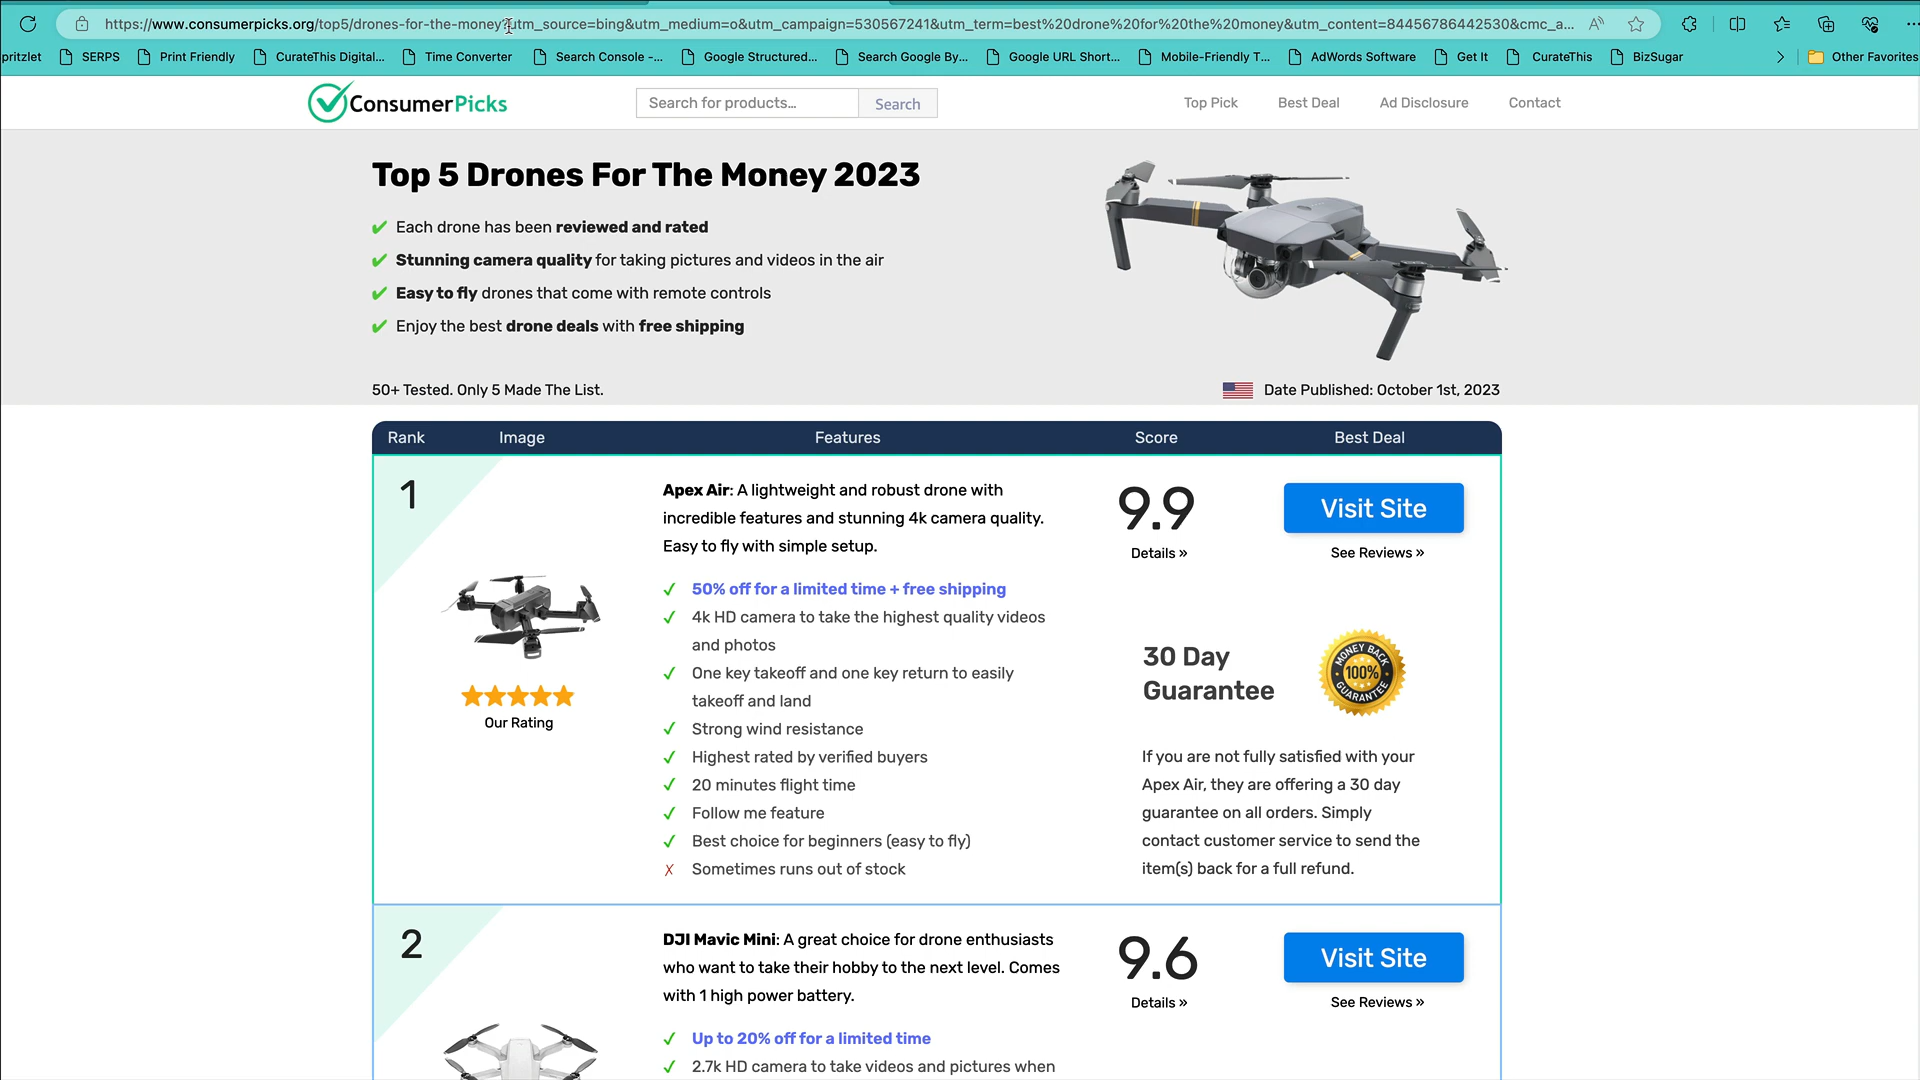 https://www.consumerpicks.org/top5/drones-for-the-money?utm_source=bing&utm_medium=o&utm_campaign=530567241&utm_term=best%20drone%20for%20the%20money&utm_content=84456786442530&cmc_a...
pritzlet SERPS Print Friendly CurateThis Digital... Time Converter Search Console -... Google Structured... Search Google By... Google URL Short... Mobile-Friendly T... AdWords Software Get It CurateThis BizSugar Other Favorites
ConsumerPicks Search for products... Search Top Pick Best Deal Ad Disclosure Contact
Top 5 Drones For The Money 2023
Each drone has been reviewed and rated
Stunning camera quality for taking pictures and videos in the air
Easy to fly drones that come with remote controls
Enjoy the best drone deals with free shipping
50+ Tested. Only 5 Made The List.
Date Published: October 1st, 2023
Rank Image Features Score Best Deal
1
Apex Air: A lightweight and robust drone with
incredible features and stunning 4k camera quality.
Easy to fly with simple setup.
50% off for a limited time + free shipping
4k HD camera to take the highest quality videos
and photos
One key takeoff and one key return to easily
takeoff and land
Strong wind resistance
Highest rated by verified buyers
20 minutes flight time
Follow me feature
Best choice for beginners (easy to fly)
Sometimes runs out of stock
Our Rating
9.9
Details »
Visit Site
See Reviews »
30 Day
Guarantee
MONEY BACK
100%
GUARANTEE
If you are not fully satisfied with your
Apex Air, they are offering a 30 day
guarantee on all orders. Simply
contact customer service to send the
item(s) back for a full refund.
2
DJI Mavic Mini: A great choice for drone enthusiasts
who want to take their hobby to the next level. Comes
with 1 high power battery.
Up to 20% off for a limited time
2.7k HD camera to take videos and pictures when
9.6
Details »
Visit Site
See Reviews »